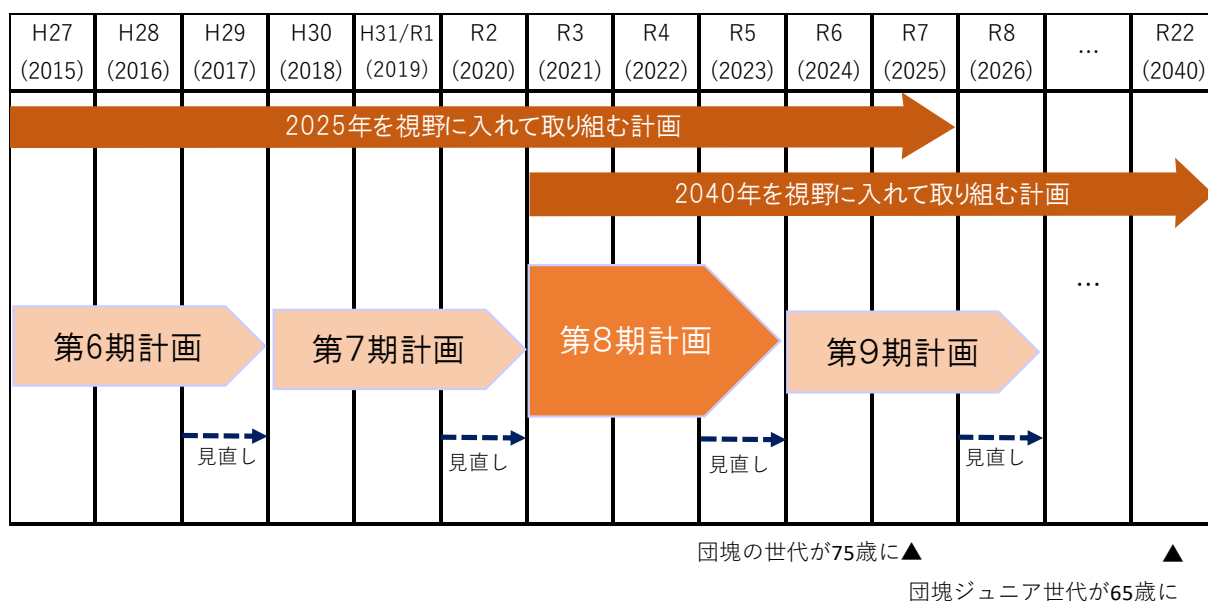 H27 H28 H29 H30 H31/R1 R2 R3 R4 R5 R6 R7 R8 … R22
(2015) (2016) (2017) (2018) (2019) (2020) (2021) (2022) (2023) (2024) (2025) (2026) (2040)
2025年を視野に入れて取り組む計画
2040年を視野に入れて取り組む計画
…
第6期計画 第7期計画 第8期計画 第9期計画
見直し 見直し 見直し 見直し
団塊の世代が75歳に▲ ▲
団塊ジュニア世代が65歳に